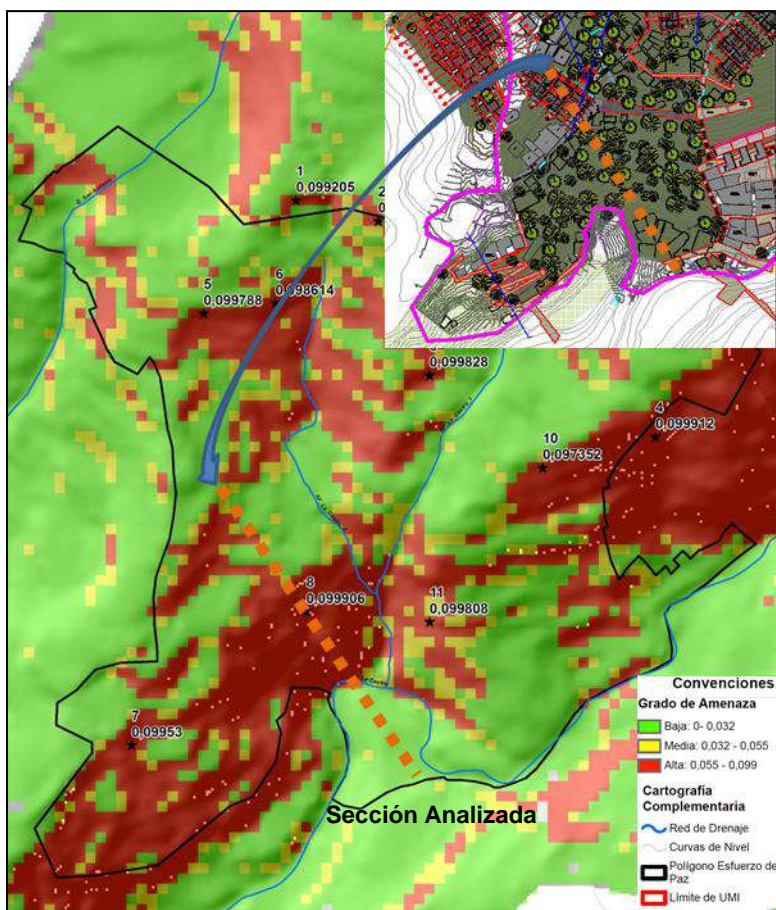 1
0,099205
2
5
0,099788
6
0,098614
0,099828
4
0,099912
10
0,097352
8
0,099906
11
0,099808
7
0,09953
Sección Analizada
Convenciones
Grado de Amenaza
Baja: 0- 0,032
Media: 0,032 - 0,055
Alta: 0,055 - 0,099
Cartografía
Complementaria
Red de Drenaje
Curvas de Nivel
Polígono Esfuerzo de
Paz
Límite de UMI